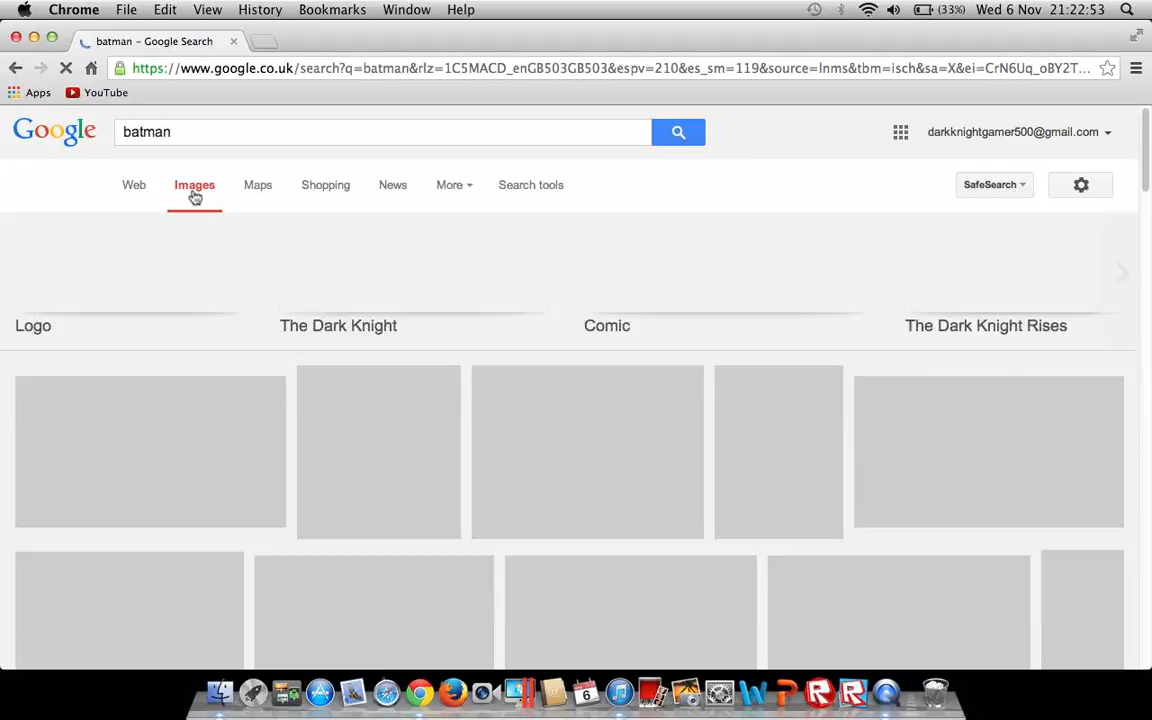 Chrome File Edit View History Bookmarks Window Help (33%) Wed 6 Nov 21:22:53
batman – Google Search
https://www.google.co.uk/search?q=batman&rlz=1C5MACD_enGB503GB503&espv=210&es_sm=119&source=lnms&tbm=isch&sa=X&ei=CrN6Uq_oBY2T...
Apps YouTube
Google batman darkknightgamer500@gmail.com
Web Images Maps Shopping News More Search tools SafeSearch
Logo The Dark Knight Comic The Dark Knight Rises
6